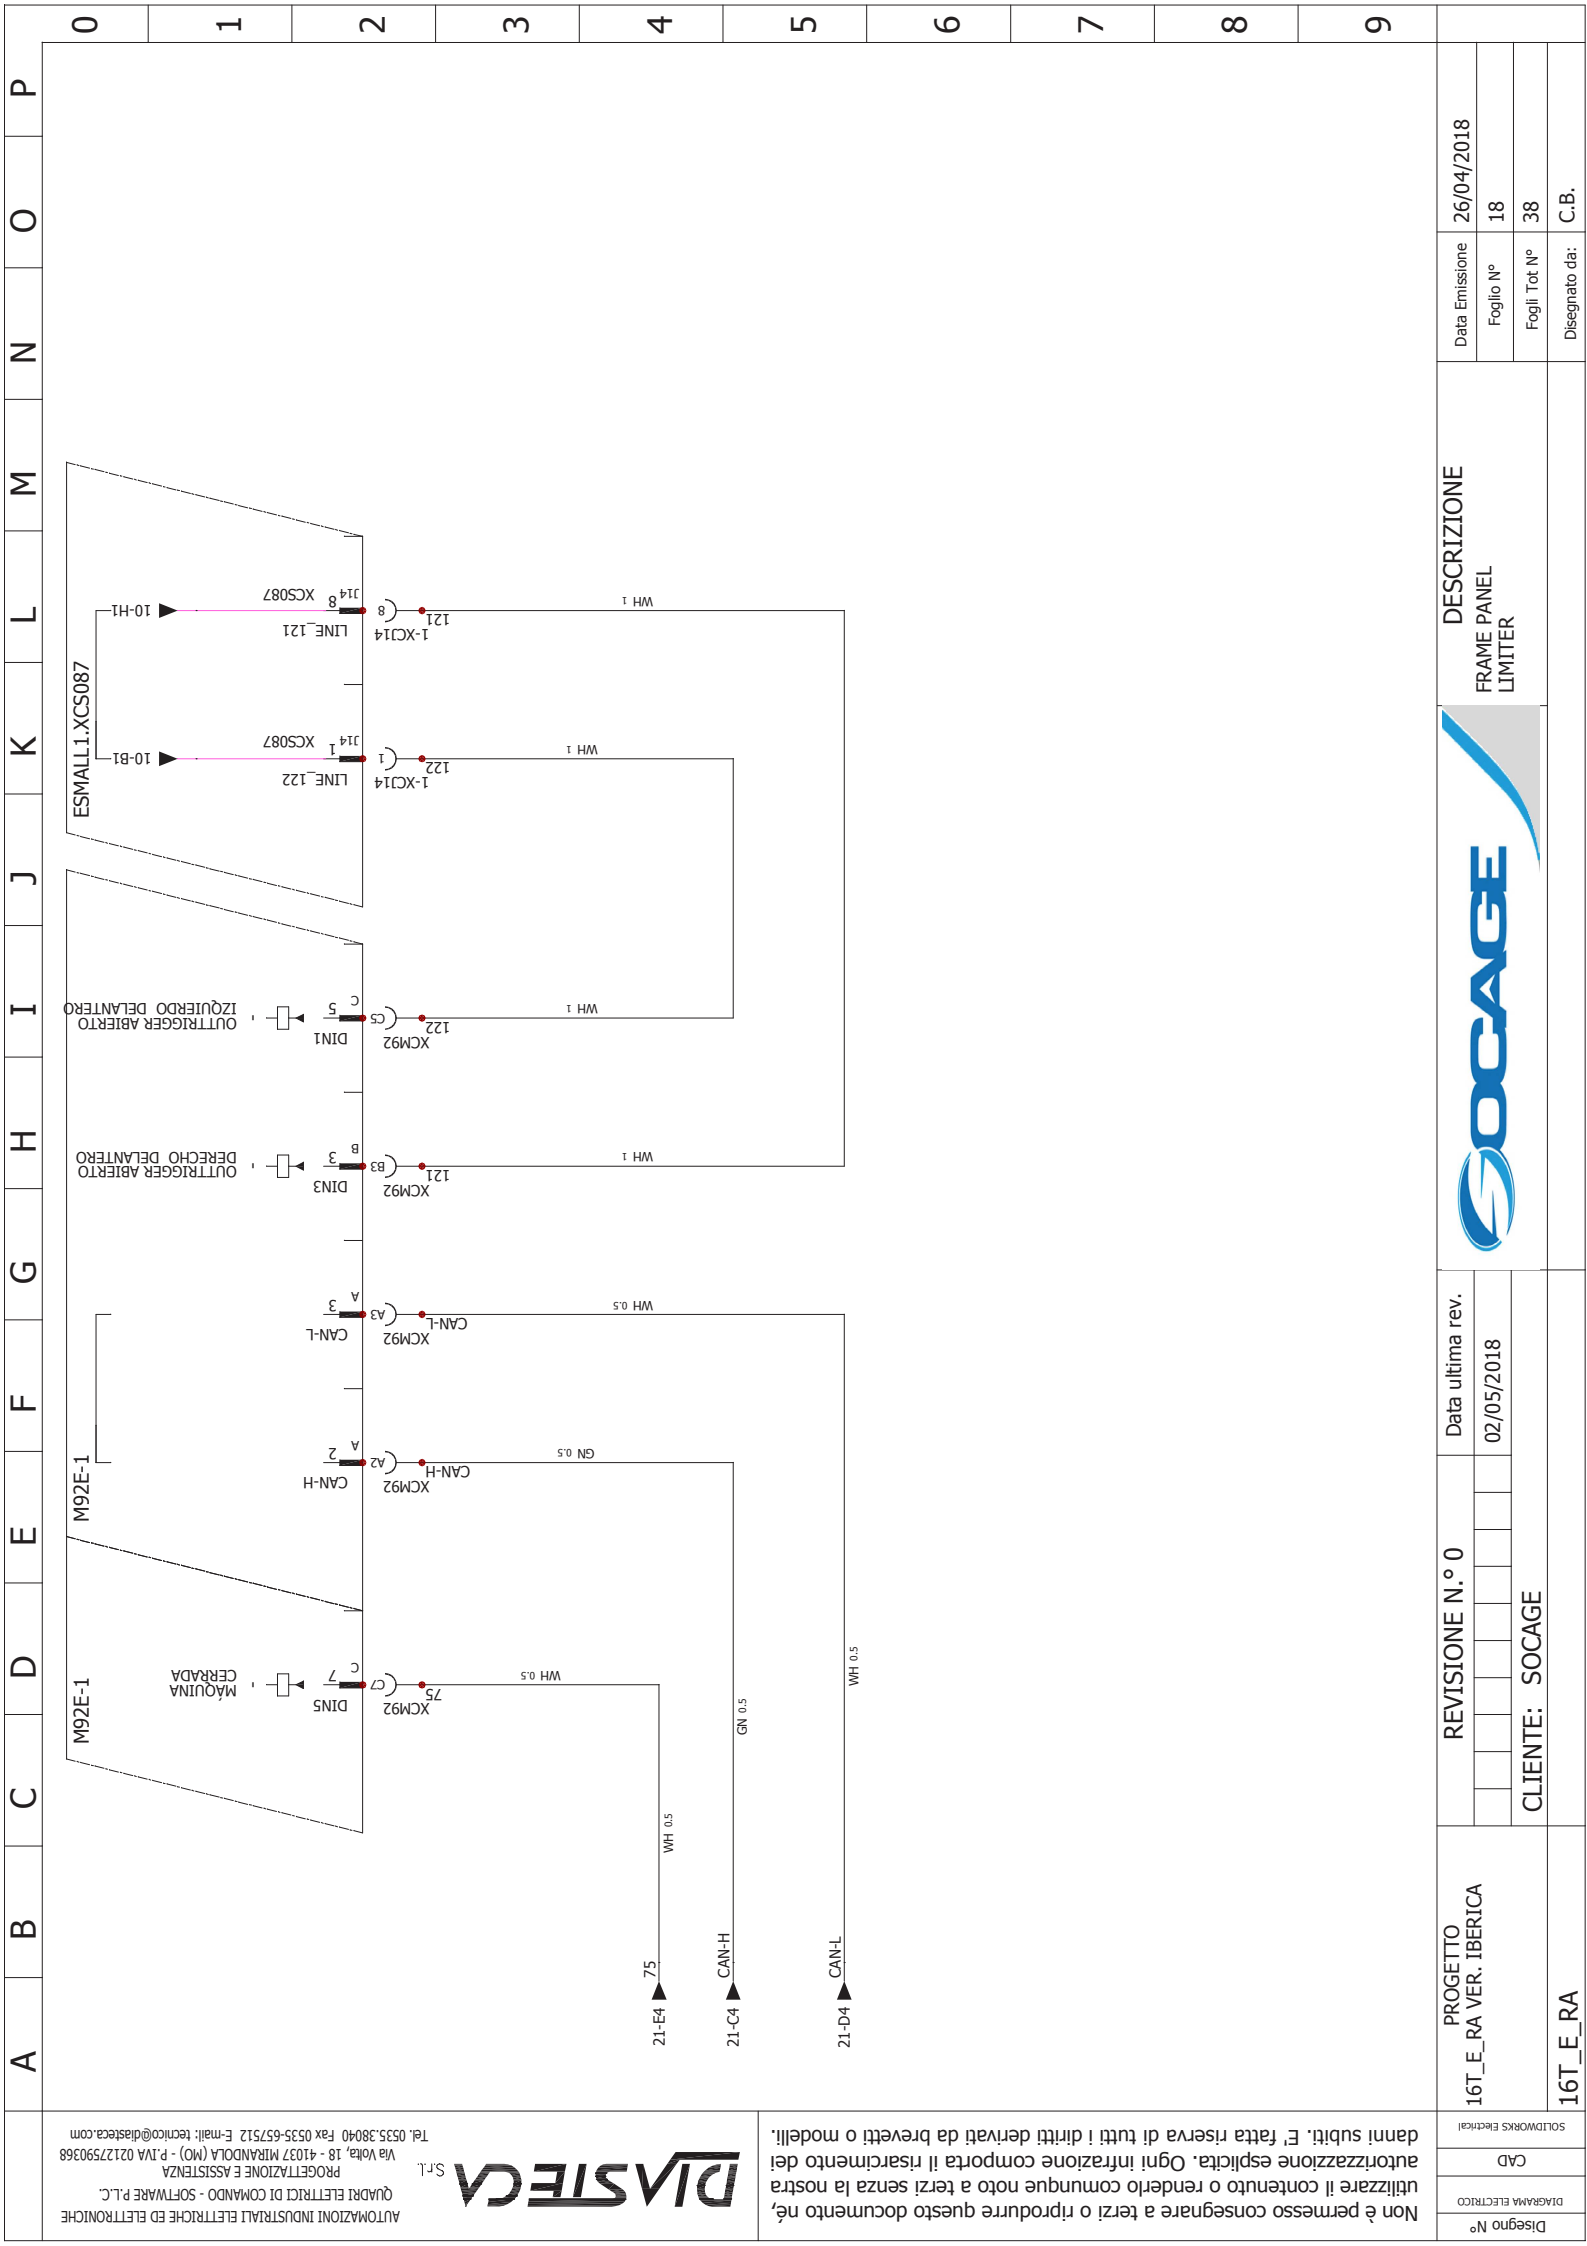 A B C D E F G H I J K L M N O P
0
1
2
3
4
5
6
7
8
9
M92E-1
MÁQUINA
CERRADA
-
DIN5
7
C
C7
XCM92
75
WH 0.5
WH 0.5
75
21-E4
M92E-1
CAN-H
2
A
A2
XCM92
CAN-H
GN 0.5
GN 0.5
CAN-H
21-C4
CAN-L
3
A
A3
XCM92
CAN-L
WH 0.5
WH 0.5
CAN-L
21-D4
OUTTRIGGER ABIERTO
DERECHO DELANTERO
-
DIN3
3
B
B3
XCM92
121
WH 1
OUTTRIGGER ABIERTO
IZQUIERDO DELANTERO
-
DIN1
5
C
C5
XCM92
122
WH 1
ESMALL1.XCS087
10-B1
XCS087
LINE_122
1
J14
1
1-XCJ14
122
WH 1
10-H1
XCS087
LINE_121
8
J14
8
1-XCJ14
121
WH 1
AUTOMAZIONI INDUSTRIALI ELETTRICHE ED ELETTRONICHE
QUADRI ELETTRICI DI COMANDO - SOFTWARE P.L.C.
PROGETTAZIONE E ASSISTENZA
Via Volta, 18 - 41037 MIRANDOLA (MO) - P.IVA 02127590368
Tel. 0535.38040 Fax 0535-657512 E-mail: tecnico@diasteca.com
DIASTECA
S.r.l.
Non è permesso consegnare a terzi o riprodurre questo documento né,
utilizzare il contenuto o renderlo comunque noto a terzi senza la nostra
autorizzazzione esplicita. Ogni infrazione comporta il risarcimento dei
danni subiti. E' fatta riserva di tutti i diritti derivati da brevetti o modelli.
Disegno N°
DIAGRAMA ELECTRICO
CAD
SOLIDWORKS Electrical
PROGETTO
16T_E_RA VER. IBERICA
16T_E_RA
REVISIONE N.° 0
Data ultima rev.
02/05/2018
CLIENTE: SOCAGE
SOCAGE
DESCRIZIONE
FRAME PANEL
LIMITER
Data Emissione
26/04/2018
Foglio N°
18
Fogli Tot N°
38
Disegnato da:
C.B.